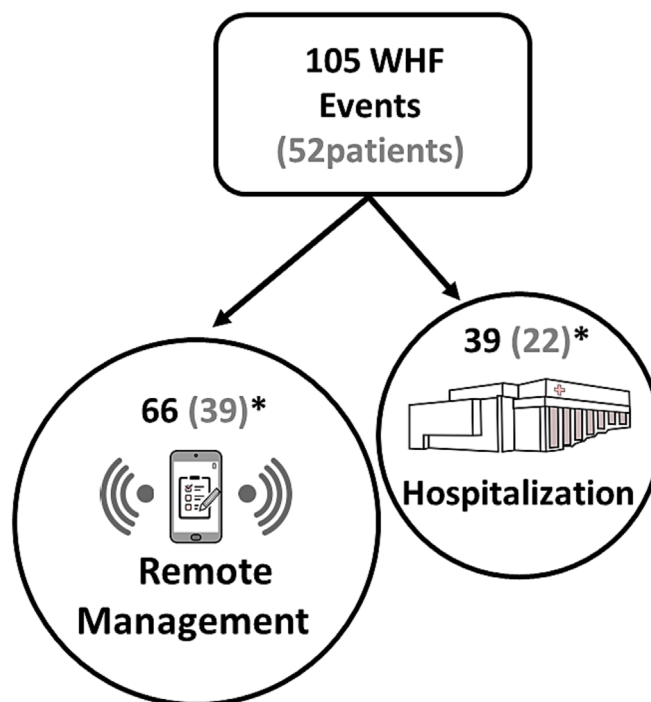 105 WHF
Events
(52patients)
39 (22)*
Hospitalization
66 (39)*
Remote
Management